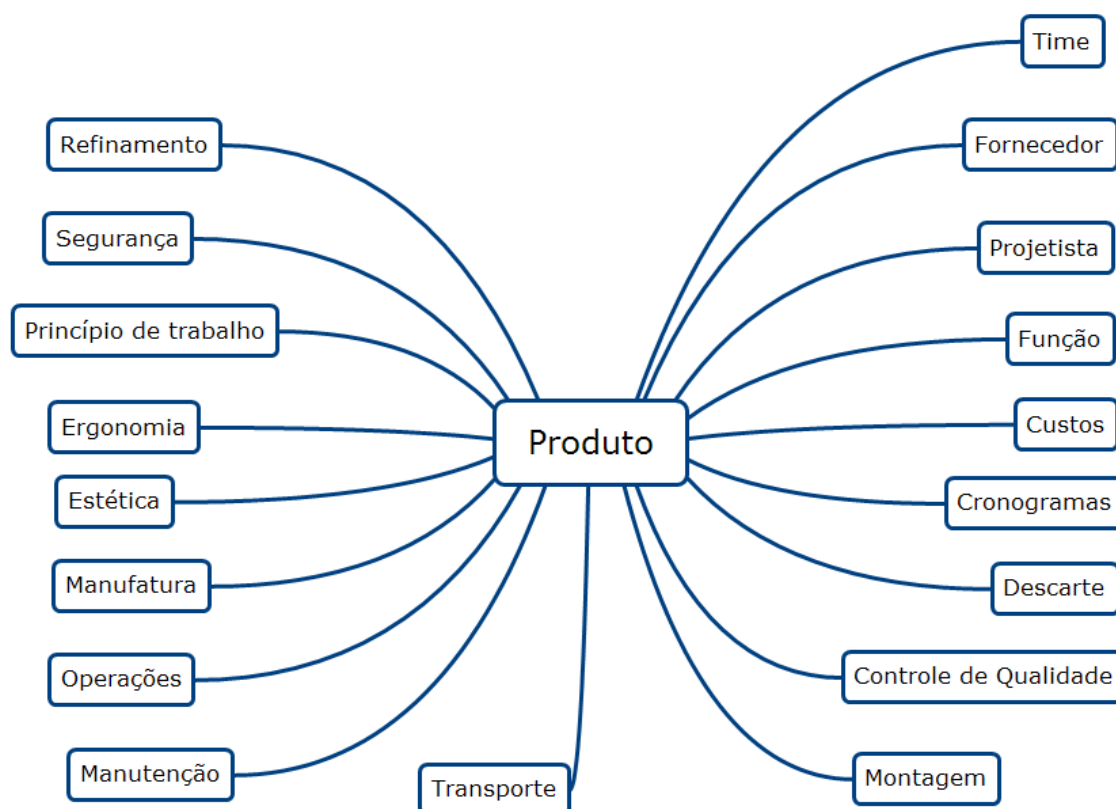 Time
Refinamento
Fornecedor
Segurança
Projetista
Princípio de trabalho
Função
Ergonomia
Produto
Custos
Estética
Cronogramas
Manufatura
Descarte
Operações
Controle de Qualidade
Manutenção
Transporte
Montagem